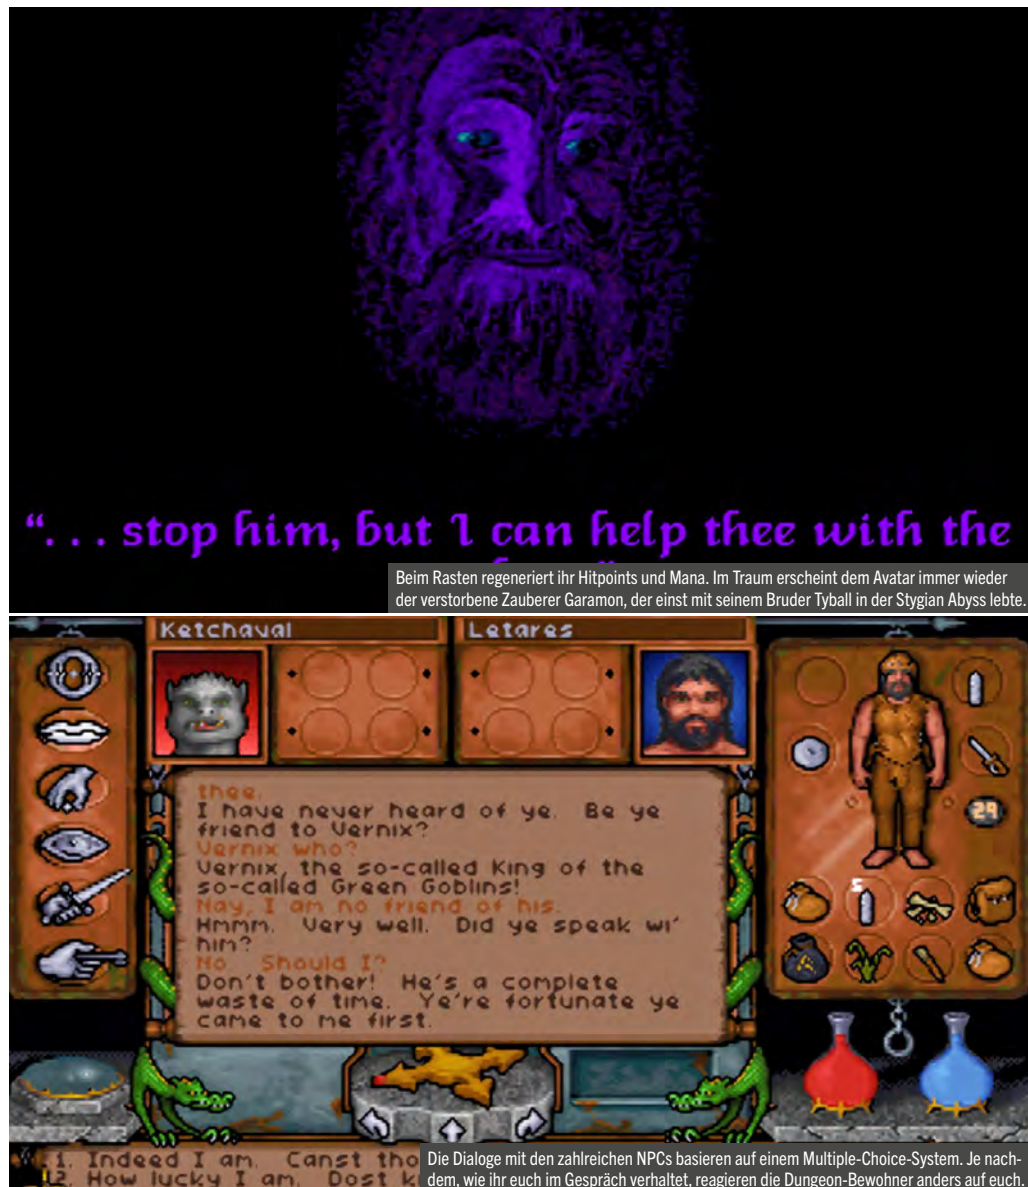 “. . . stop him, but I can help thee with the
Beim Rasten regeneriert ihr Hitpoints und Mana. Im Traum erscheint dem Avatar immer wieder
der verstorbene Zauberer Garamon, der einst mit seinem Bruder Tyball in der Stygian Abyss lebte.
Ketchaval
Letares
thee.
I have never heard of ye. Be ye
friend to Vernix?
Vernix who?
Vernix, the so-called King of the
so-called Green Goblins!
Nay, I am no friend of his.
Hmmm. Very well. Did ye speak wi'
him?
No. Should I?
Don't bother! He's a complete
waste of time. Ye're fortunate ye
came to me first.
29
5
1. Indeed I am. Canst
2. How lucky I am. Dost
Die Dialoge mit den zahlreichen NPCs basieren auf einem Multiple-Choice-System. Je nach-
dem, wie ihr euch im Gespräch verhaltet, reagieren die Dungeon-Bewohner anders auf euch.